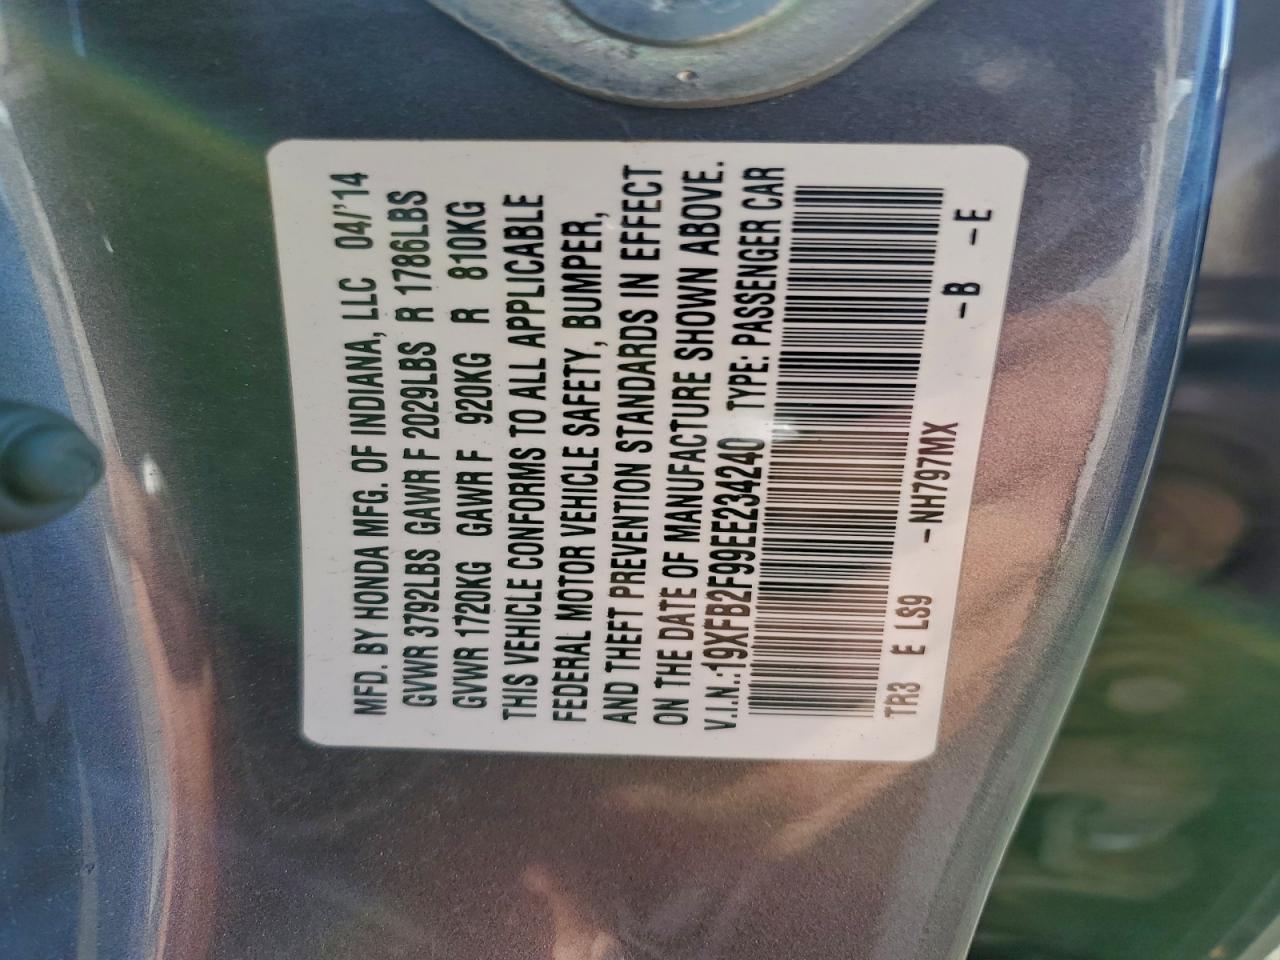 MFD. BY HONDA MFG. OF INDIANA, LLC 04/'14
GVWR 3792LBS GAWR F 2029LBS R 1786LBS
GVWR 1720KG GAWR F 920KG R 810KG
THIS VEHICLE CONFORMS TO ALL APPLICABLE
FEDERAL MOTOR VEHICLE SAFETY, BUMPER,
AND THEFT PREVENTION STANDARDS IN EFFECT
ON THE DATE OF MANUFACTURE SHOWN ABOVE.
V.I.N.:19XFB2F99EE234240 TYPE: PASSENGER CAR
TR3 E LS9 -NH797MX -B -E